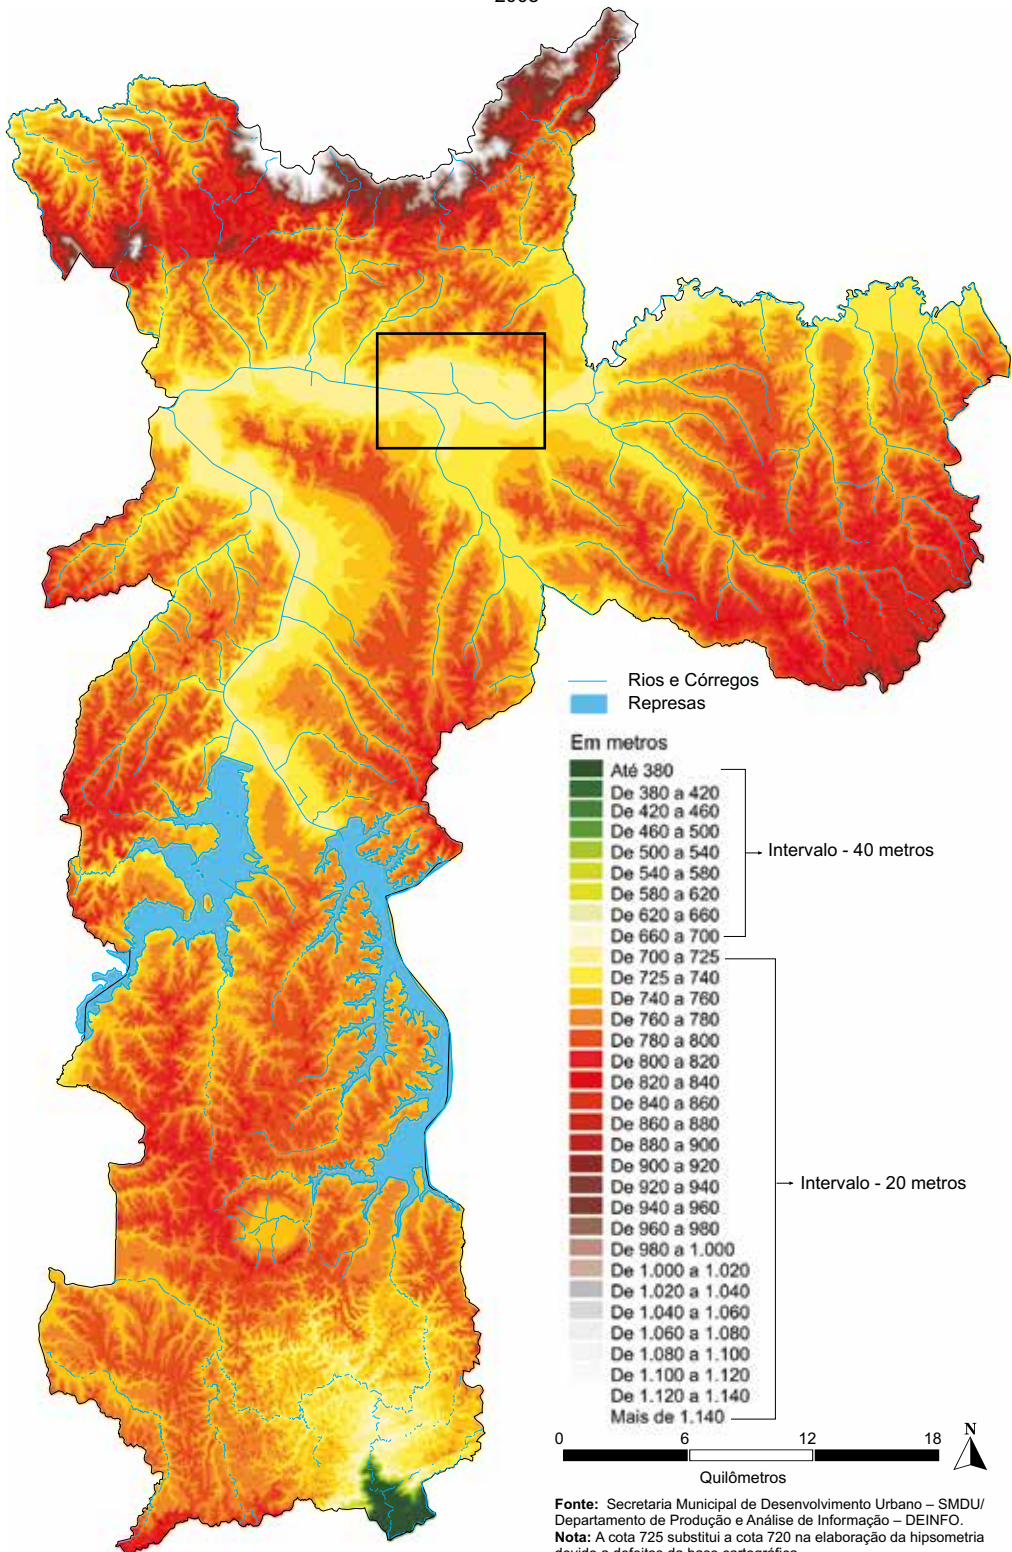 Rios e Córregos
Represas
Em metros
Até 380
De 380 a 420
De 420 a 460
De 460 a 500
De 500 a 540
De 540 a 580
De 580 a 620
De 620 a 660
De 660 a 700
Intervalo - 40 metros
De 700 a 725
De 725 a 740
De 740 a 760
De 760 a 780
De 780 a 800
De 800 a 820
De 820 a 840
De 840 a 860
De 860 a 880
De 880 a 900
De 900 a 920
De 920 a 940
De 940 a 960
De 960 a 980
De 980 a 1.000
De 1.000 a 1.020
De 1.020 a 1.040
De 1.040 a 1.060
De 1.060 a 1.080
De 1.080 a 1.100
De 1.100 a 1.120
De 1.120 a 1.140
Mais de 1.140
Intervalo - 20 metros
0 6 12 18
N
Quilômetros
Fonte: Secretaria Municipal de Desenvolvimento Urbano – SMDU/
Departamento de Produção e Análise de Informação – DEINFO.
Nota: A cota 725 substitui a cota 720 na elaboração da hipsometria
devido a defeitos da base cartográfica